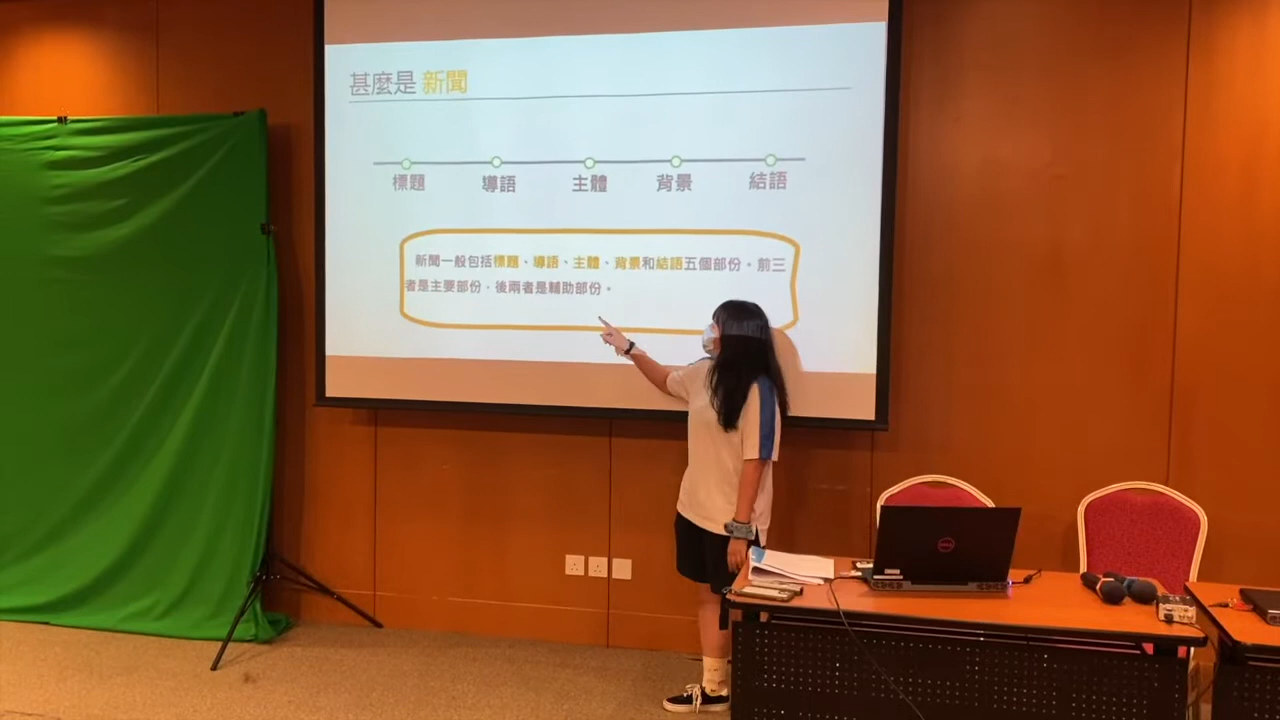 甚麼是 新聞
標題 導語 主體 背景 結語
新聞一般包括標題、導語、主體、背景和結語五個部份。前三
者是主要部份，後兩者是輔助部份。
DELL